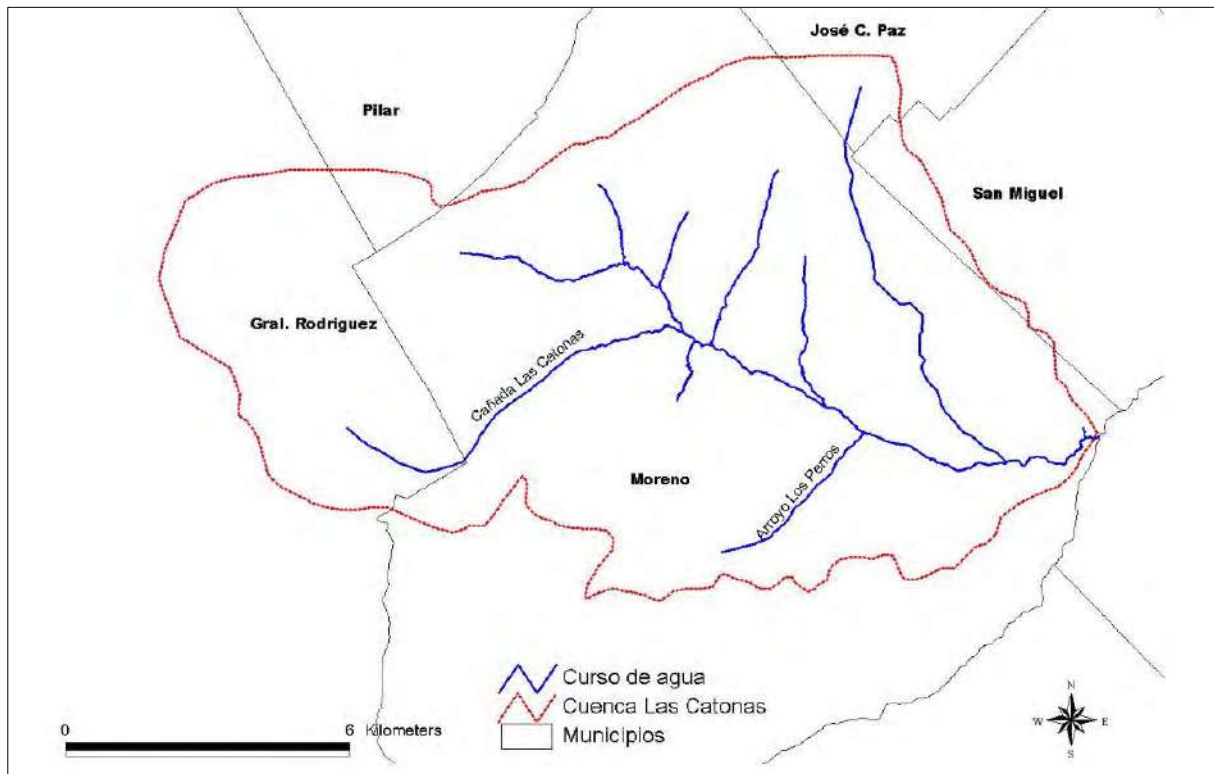 José C. Paz
Pilar
San Miguel
Gral. Rodriguez
Cañada Las Catonas
Moreno
Arroyo Los Perros
Curso de agua
Cuenca Las Catonas
Municipios
0 6 Kilometers
N
W E
S